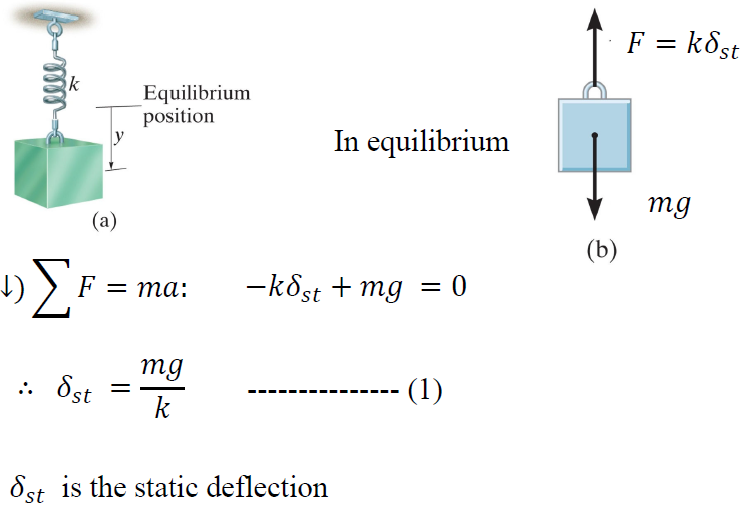 k
Equilibrium
position
y
(a)
F = kδ_st
In equilibrium
mg
(b)
↓) ∑ F = ma: −kδ_st + mg = 0
∴ δ_st = mg/k --------------- (1)
δ_st is the static deflection